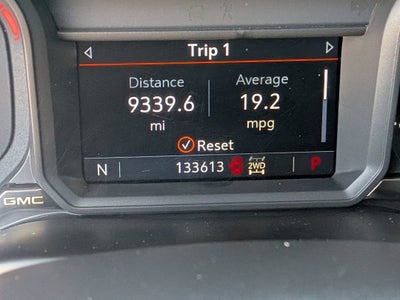 Trip 1
Distance Average
9339.6 19.2
mi mpg
Reset
N 133613 2WD P
GMC